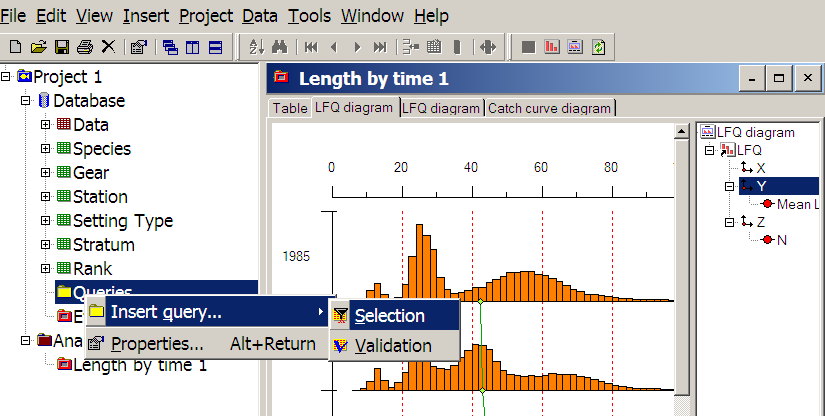 File Edit View Insert Project Data Tools Window Help
Project 1
Database
Data
Species
Gear
Station
Setting Type
Stratum
Rank
Queries
Insert query...
Properties... Alt+Return
Selection
Validation
Length by time 1
Length by time 1
Table LFQ diagram LFQ diagram Catch curve diagram
0 20 40 60 80
1985
LFQ diagram
LFQ
X
Y
Mean L
Z
N